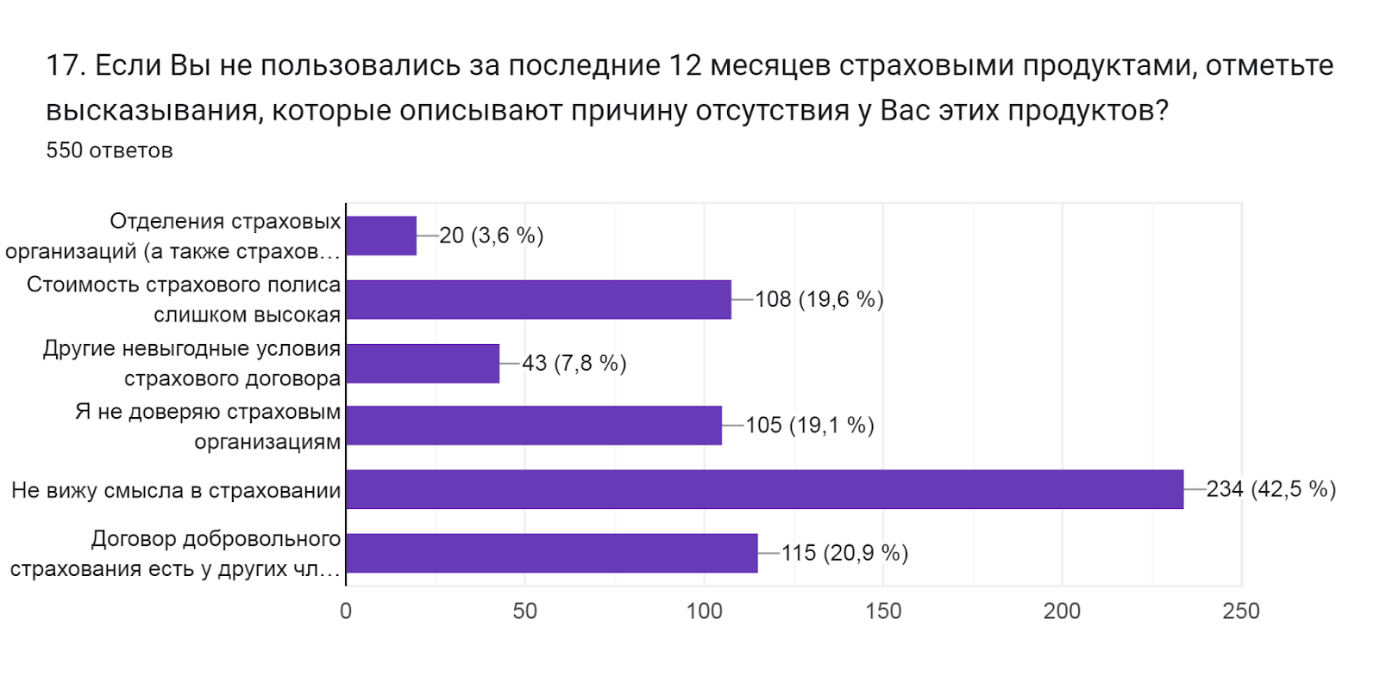 17. Если Вы не пользовались за последние 12 месяцев страховыми продуктами, отметьте
высказывания, которые описывают причину отсутствия у Вас этих продуктов?
550 ответов
Отделения страховых
организаций (а также страхов…
20 (3,6 %)
Стоимость страхового полиса
слишком высокая
108 (19,6 %)
Другие невыгодные условия
страхового договора
43 (7,8 %)
Я не доверяю страховым
организациям
105 (19,1 %)
Не вижу смысла в страховании
234 (42,5 %)
Договор добровольного
страхования есть у других чл…
115 (20,9 %)
0 50 100 150 200 250